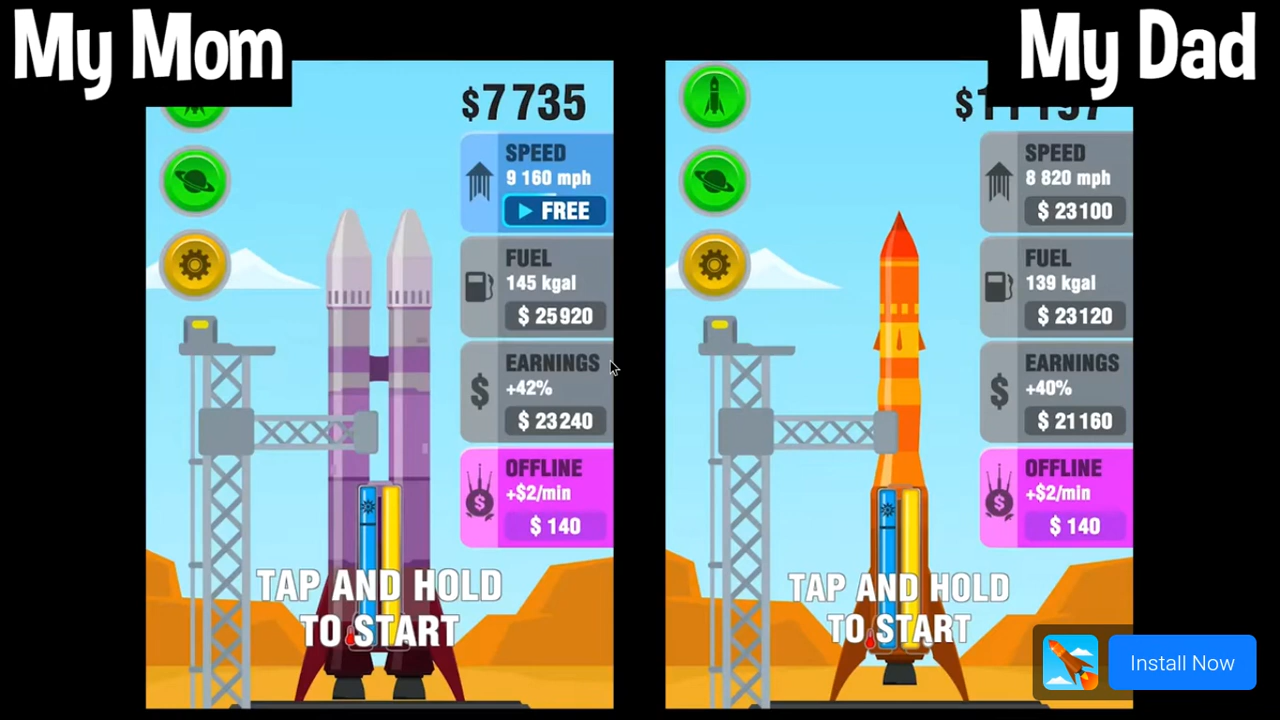 My Mom
My Dad
$7735
SPEED
9 160 mph
FREE
FUEL
145 kgal
$ 25920
EARNINGS
+42%
$ 23240
OFFLINE
+$2/min
$ 140
TAP AND HOLD
TO START
SPEED
8 820 mph
$ 23100
FUEL
139 kgal
$ 23120
EARNINGS
+40%
$ 21160
OFFLINE
+$2/min
$ 140
TAP AND HOLD
TO START
Install Now